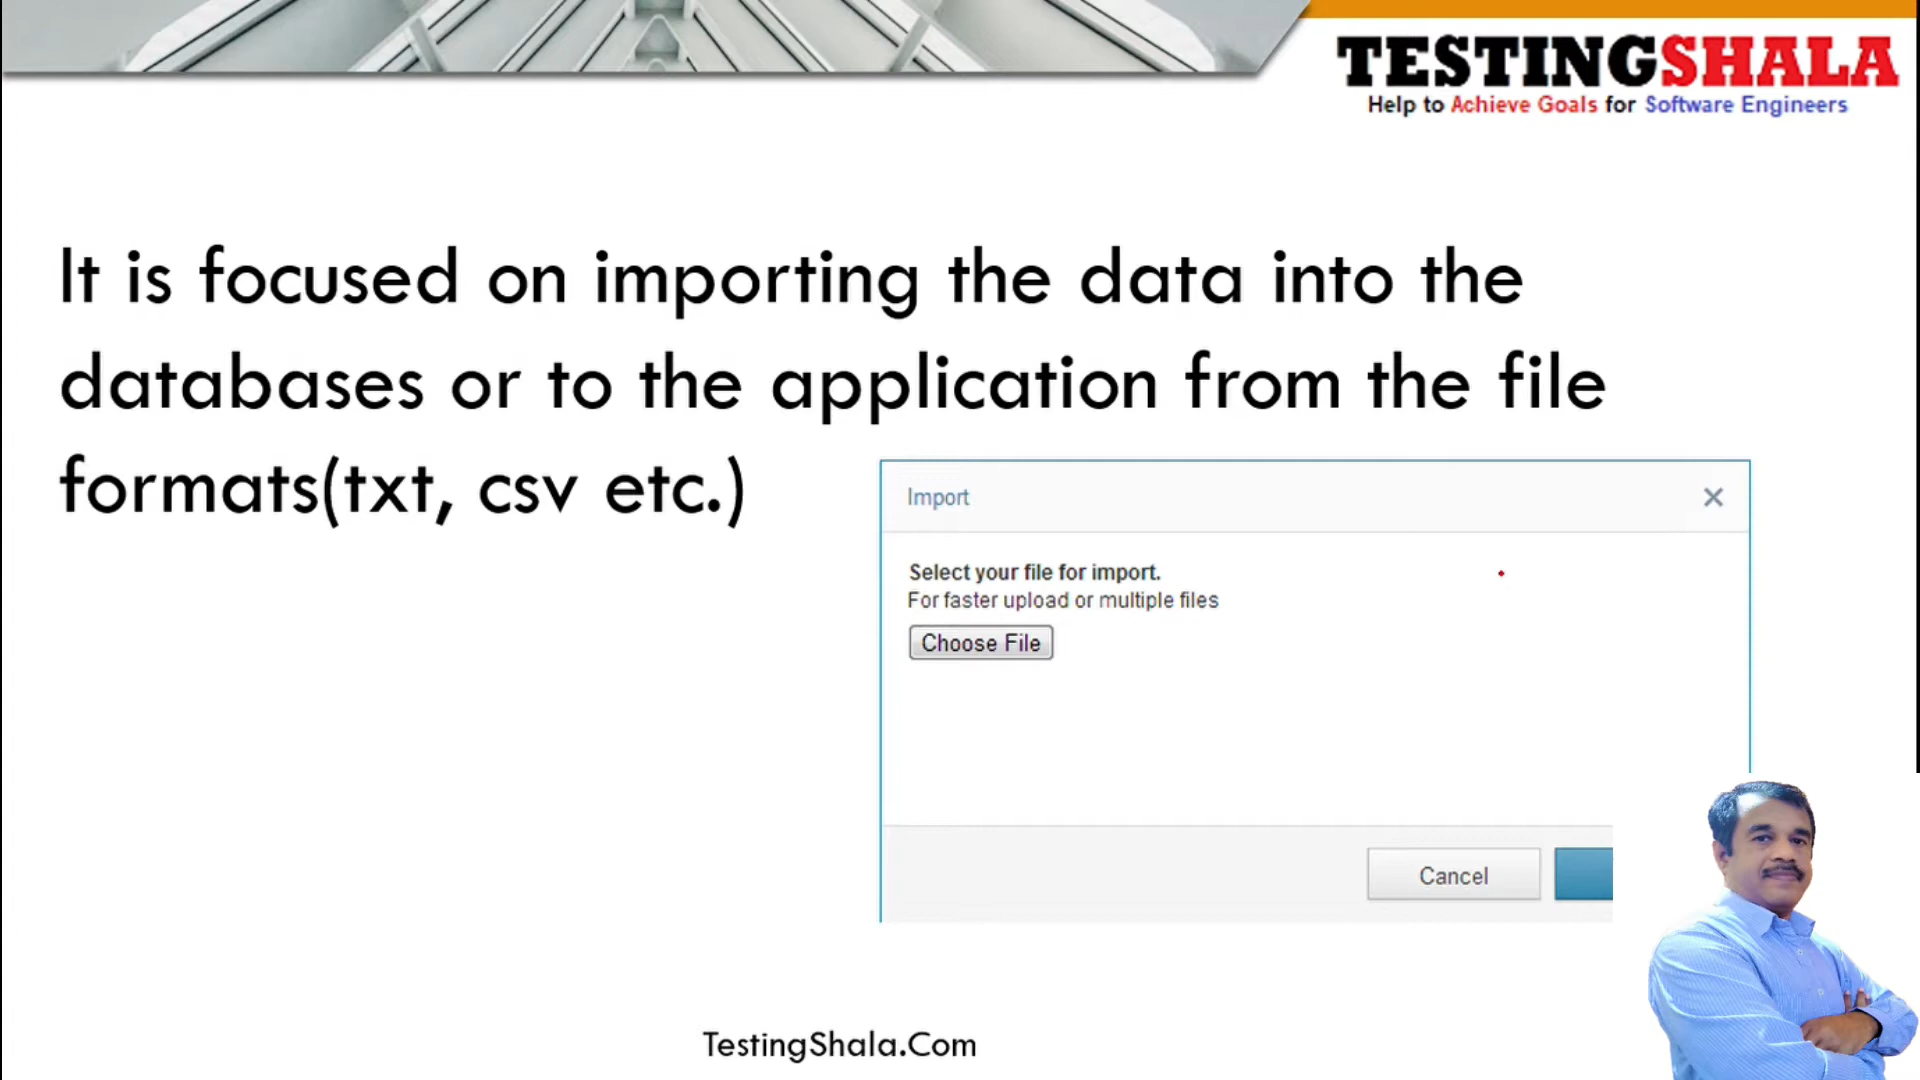 TESTINGSHALA
Help to Achieve Goals for Software Engineers
It is focused on importing the data into the
databases or to the application from the file
formats(txt, csv etc.)
Import
Select your file for import.
For faster upload or multiple files
Choose File
Cancel
TestingShala.Com